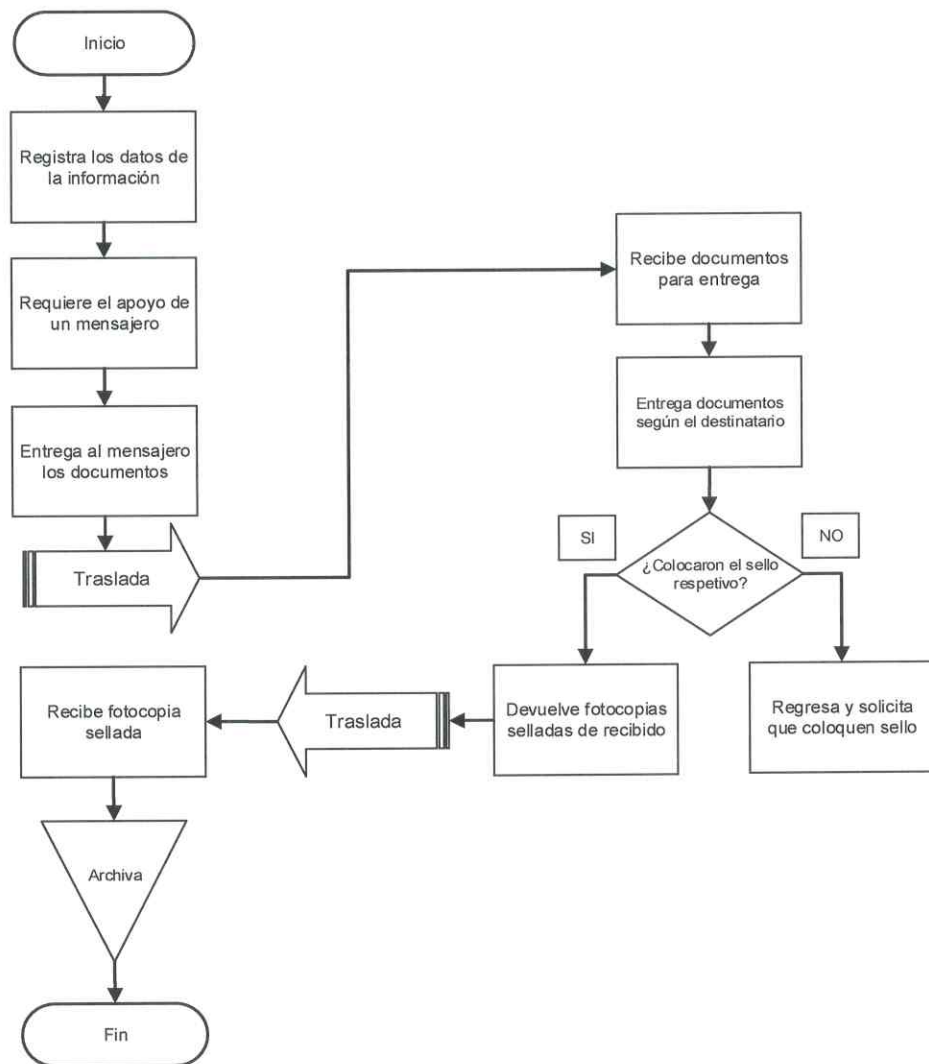 Inicio
Registra los datos de
la información
Requiere el apoyo de
un mensajero
Entrega al mensajero
los documentos
Traslada
Recibe documentos
para entrega
Entrega documentos
según el destinatario
SI
NO
¿Colocaron el sello
respetivo?
Regresa y solicita
que coloquen sello
Devuelve fotocopias
selladas de recibido
Traslada
Recibe fotocopia
sellada
Archiva
Fin